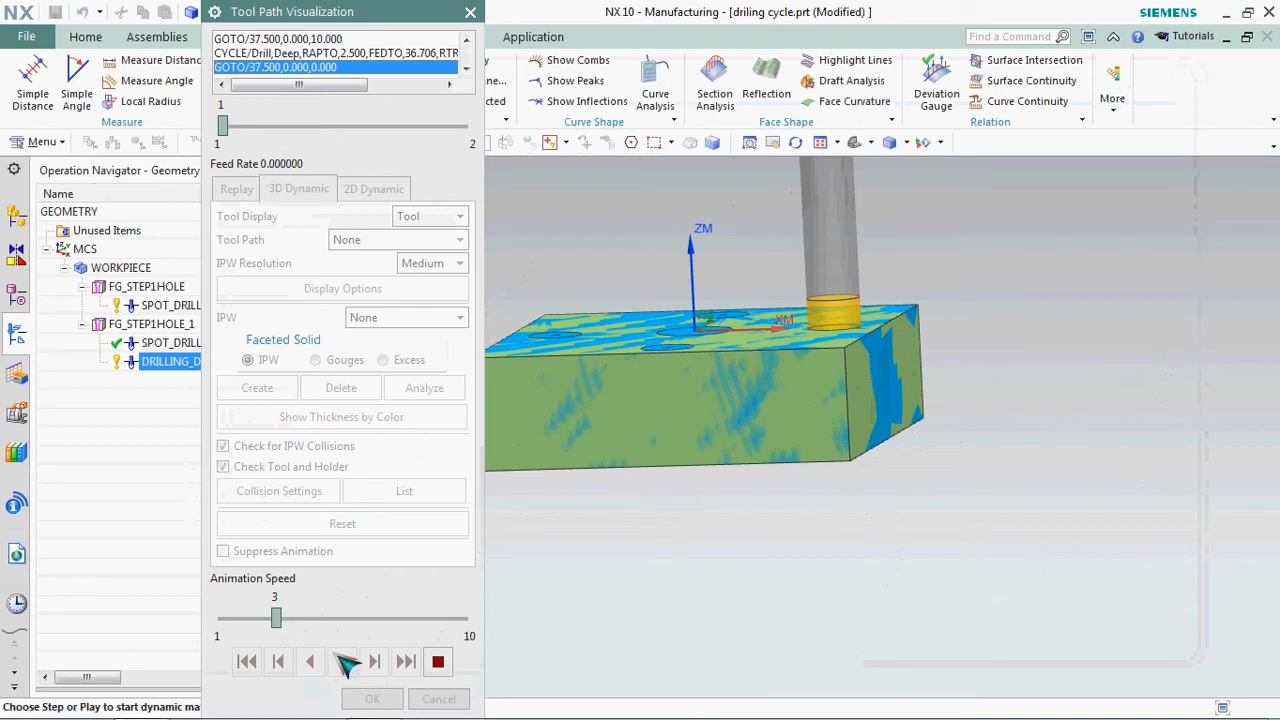 NX
Tool Path Visualization
NX 10 - Manufacturing - [driling cycle.prt (Modified) ]
SIEMENS
File
Home
Assemblies
Application
Find a Command
Tutorials
GOTO/37.500,0.000,10.000
CYCLE/Drill,Deep,RAPTO,2.500,FEDTO,36.706,RTR
GOTO/37.500,0.000,0.000
Simple
Distance
Simple
Angle
Measure Distance
Measure Angle
Local Radius
Measure
Show Combs
Show Peaks
Show Inflections
Curve
Analysis
Curve Shape
Section
Analysis
Reflection
Highlight Lines
Draft Analysis
Face Curvature
Face Shape
Deviation
Gauge
Surface Intersection
Surface Continuity
Curve Continuity
Relation
More
Menu
1
1
2
Feed Rate 0.000000
Replay
3D Dynamic
2D Dynamic
Tool Display
Tool
Tool Path
None
IPW Resolution
Medium
Display Options
IPW
None
Faceted Solid
IPW
Gouges
Excess
Create
Delete
Analyze
Show Thickness by Color
Check for IPW Collisions
Check Tool and Holder
Collision Settings
List
Reset
Suppress Animation
Animation Speed
3
1
10
OK
Cancel
Operation Navigator - Geometry
Name
GEOMETRY
Unused Items
MCS
WORKPIECE
FG_STEP1HOLE
SPOT_DRILL
FG_STEP1HOLE_1
SPOT_DRILL
DRILLING_D
ZM
XM
Choose Step or Play to start dynamic ma